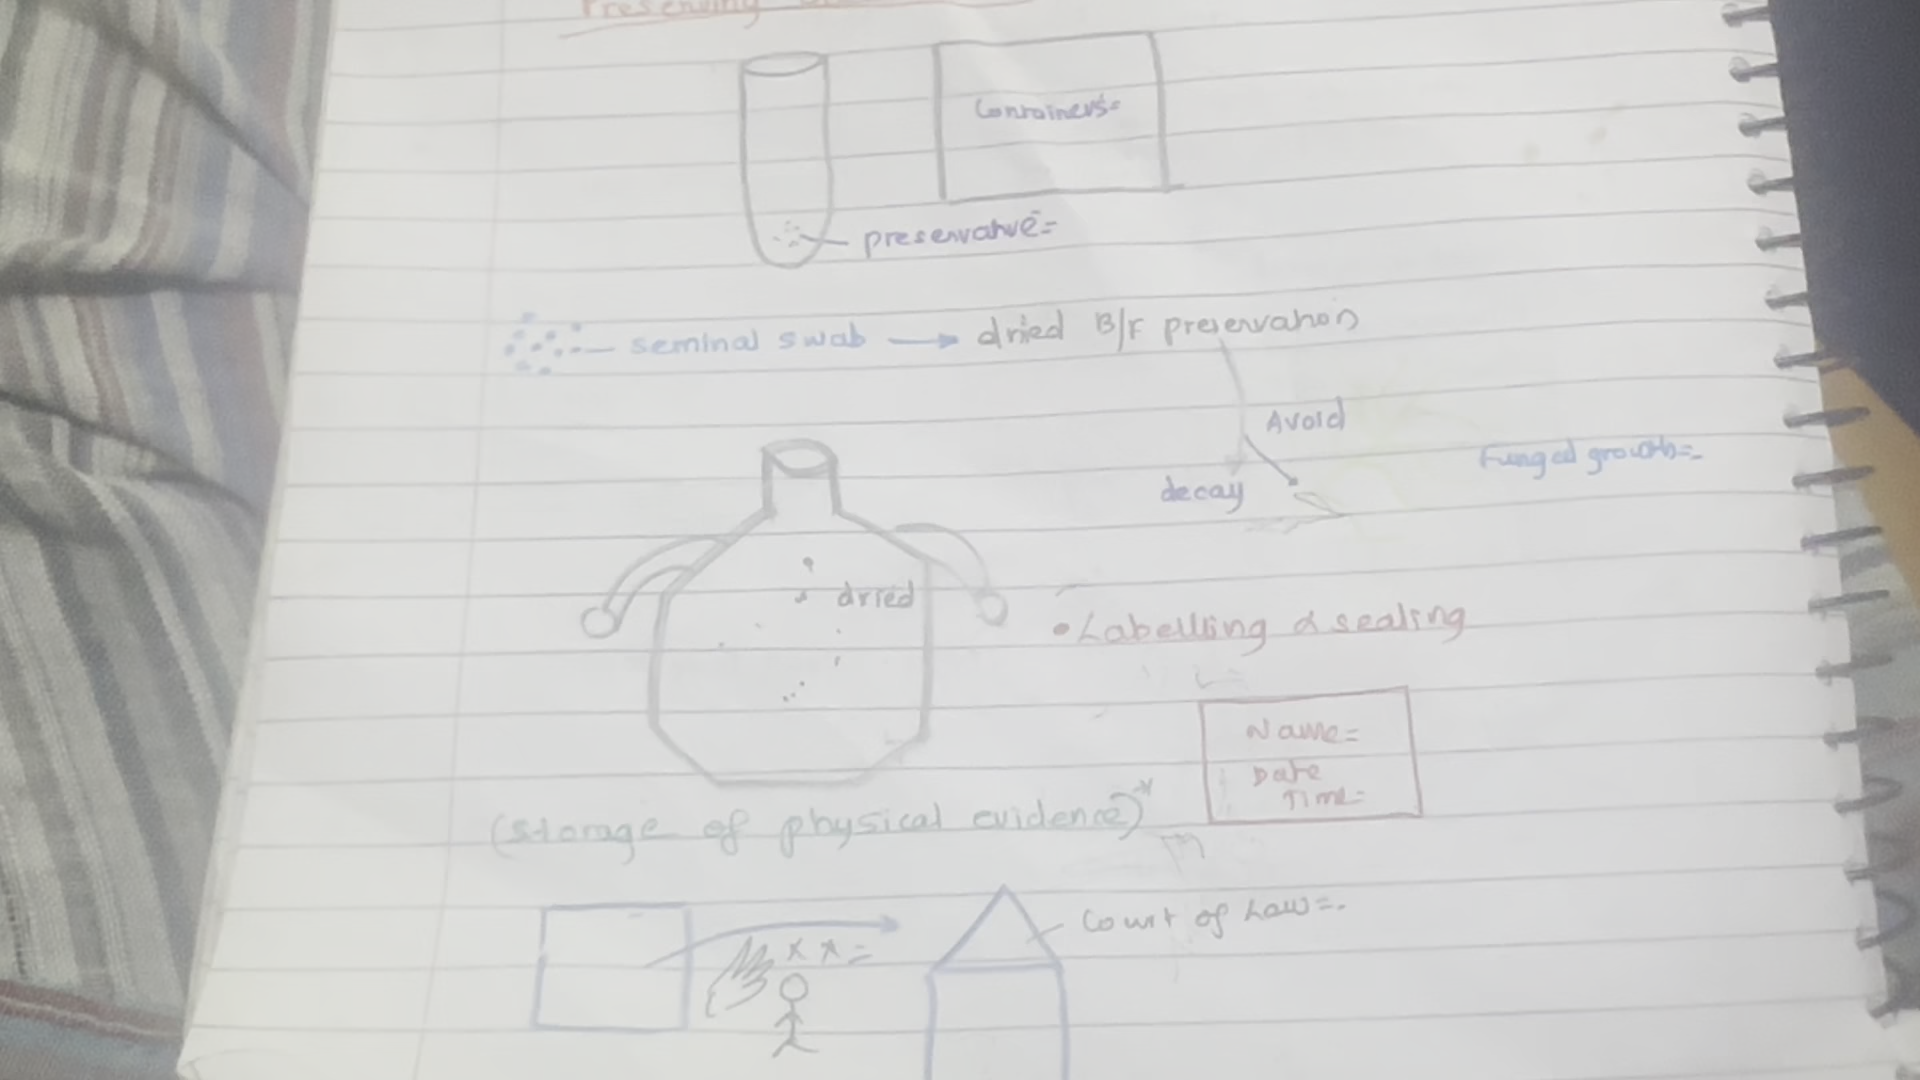 Preserving
Containers=
preservative=
seminal swab → dried B/F preservation
Avoid
Fungal growth=
decay
dried
• Labelling & sealing
Name=
Date
Time=
(storage of physical evidence)
Court of Law=.
x x =